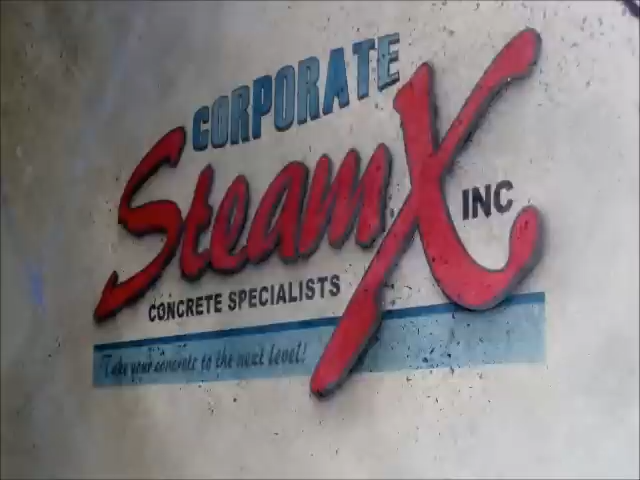 CORPORATE
SteamX INC
CONCRETE SPECIALISTS
Take your concrete to the next level!